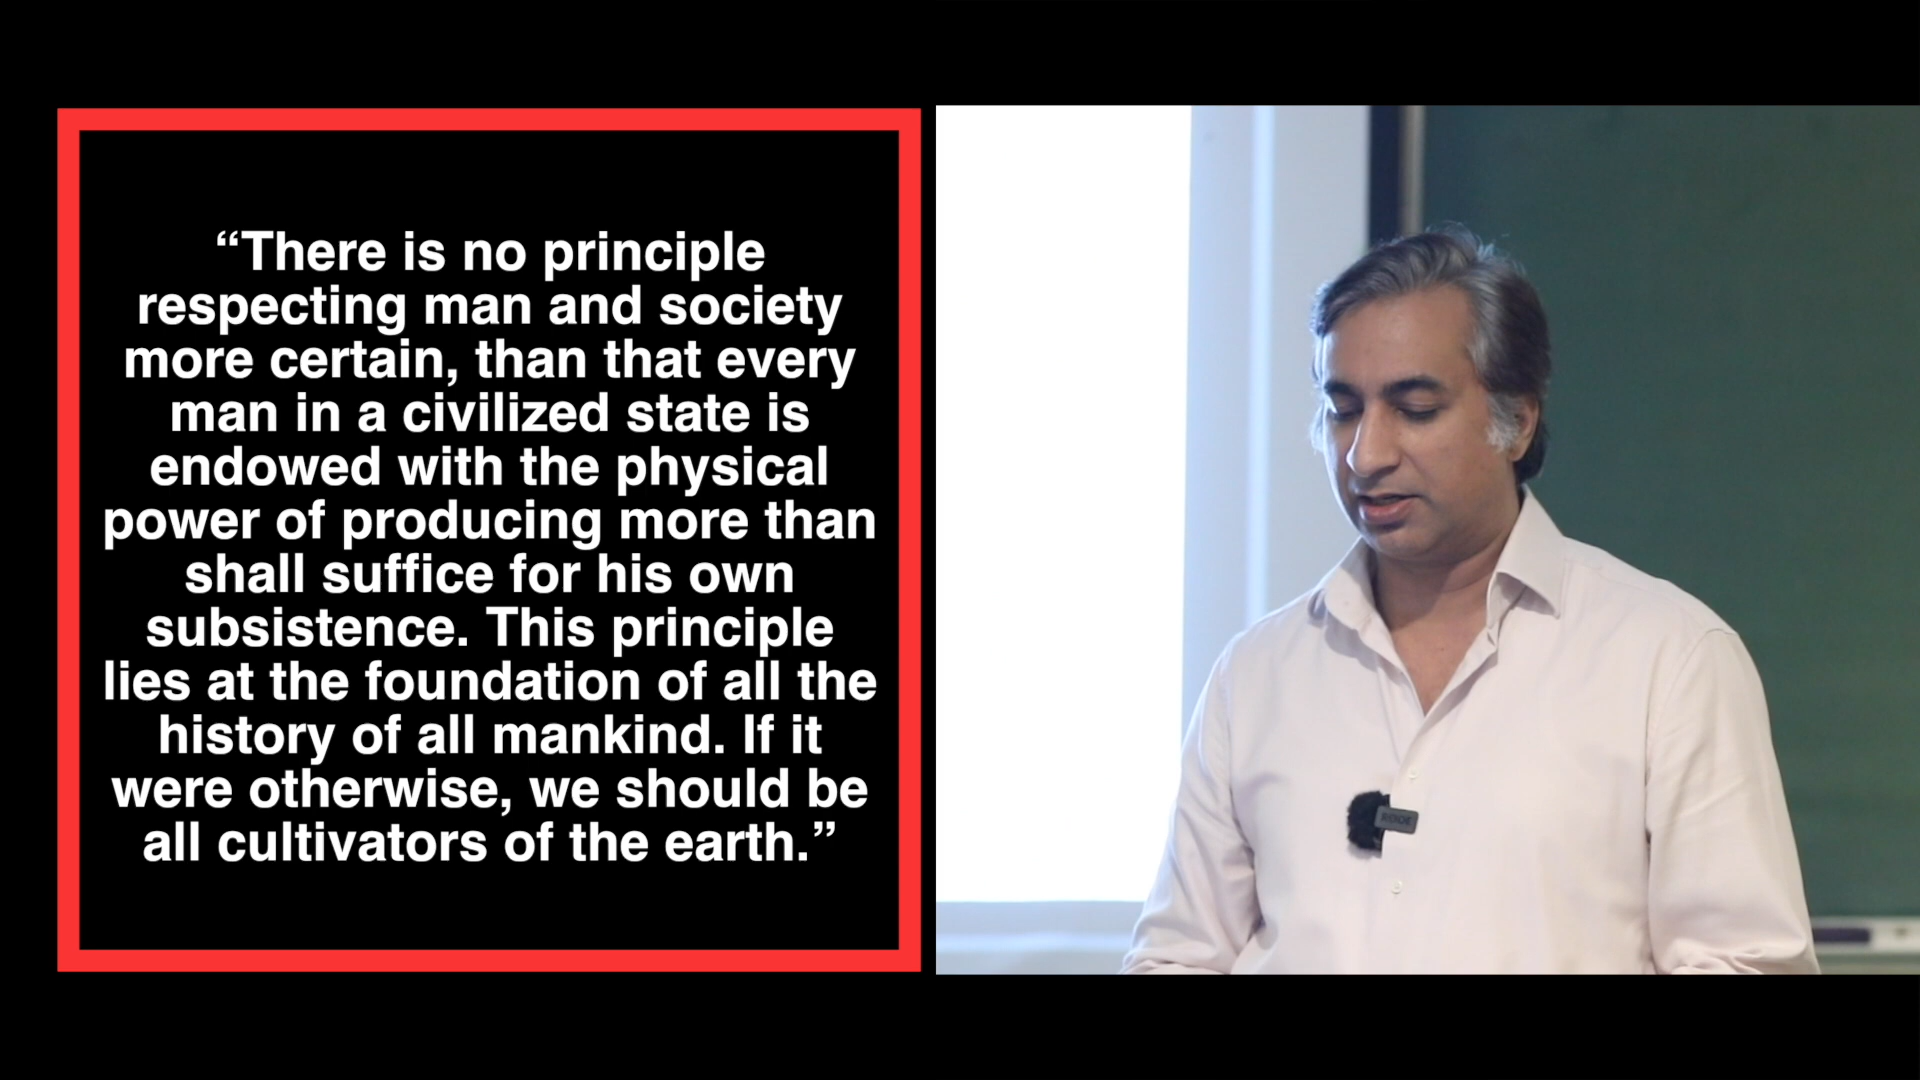 “There is no principle
respecting man and society
more certain, than that every
man in a civilized state is
endowed with the physical
power of producing more than
shall suffice for his own
subsistence. This principle
lies at the foundation of all the
history of all mankind. If it
were otherwise, we should be
all cultivators of the earth.”
RODE